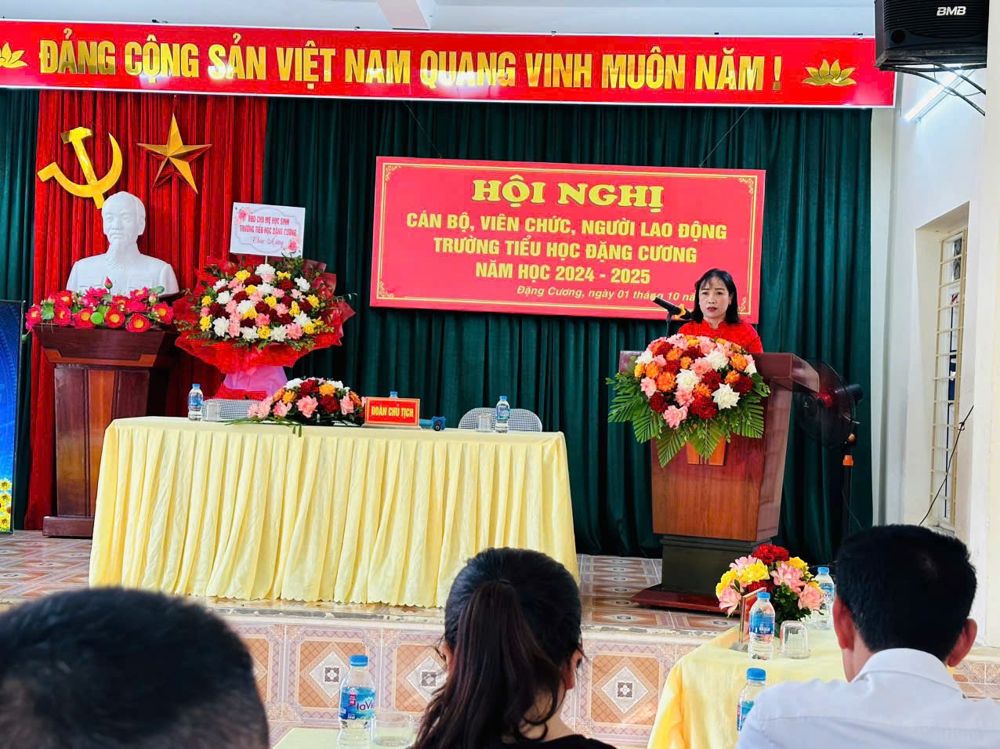 ĐẢNG CỘNG SẢN VIỆT NAM QUANG VINH MUÔN NĂM !
BMB
HỘI NGHỊ
CÁN BỘ, VIÊN CHỨC, NGƯỜI LAO ĐỘNG
TRƯỜNG TIỂU HỌC ĐẶNG CƯƠNG
NĂM HỌC 2024 - 2025
Đặng Cương, ngày 01 tháng 10 nă
BĐD CHA MẸ HỌC SINH
TRƯỜNG TIỂU HỌC ĐẶNG CƯƠNG
Chúc Mừng
ĐOÀN CHỦ TỊCH
laVie